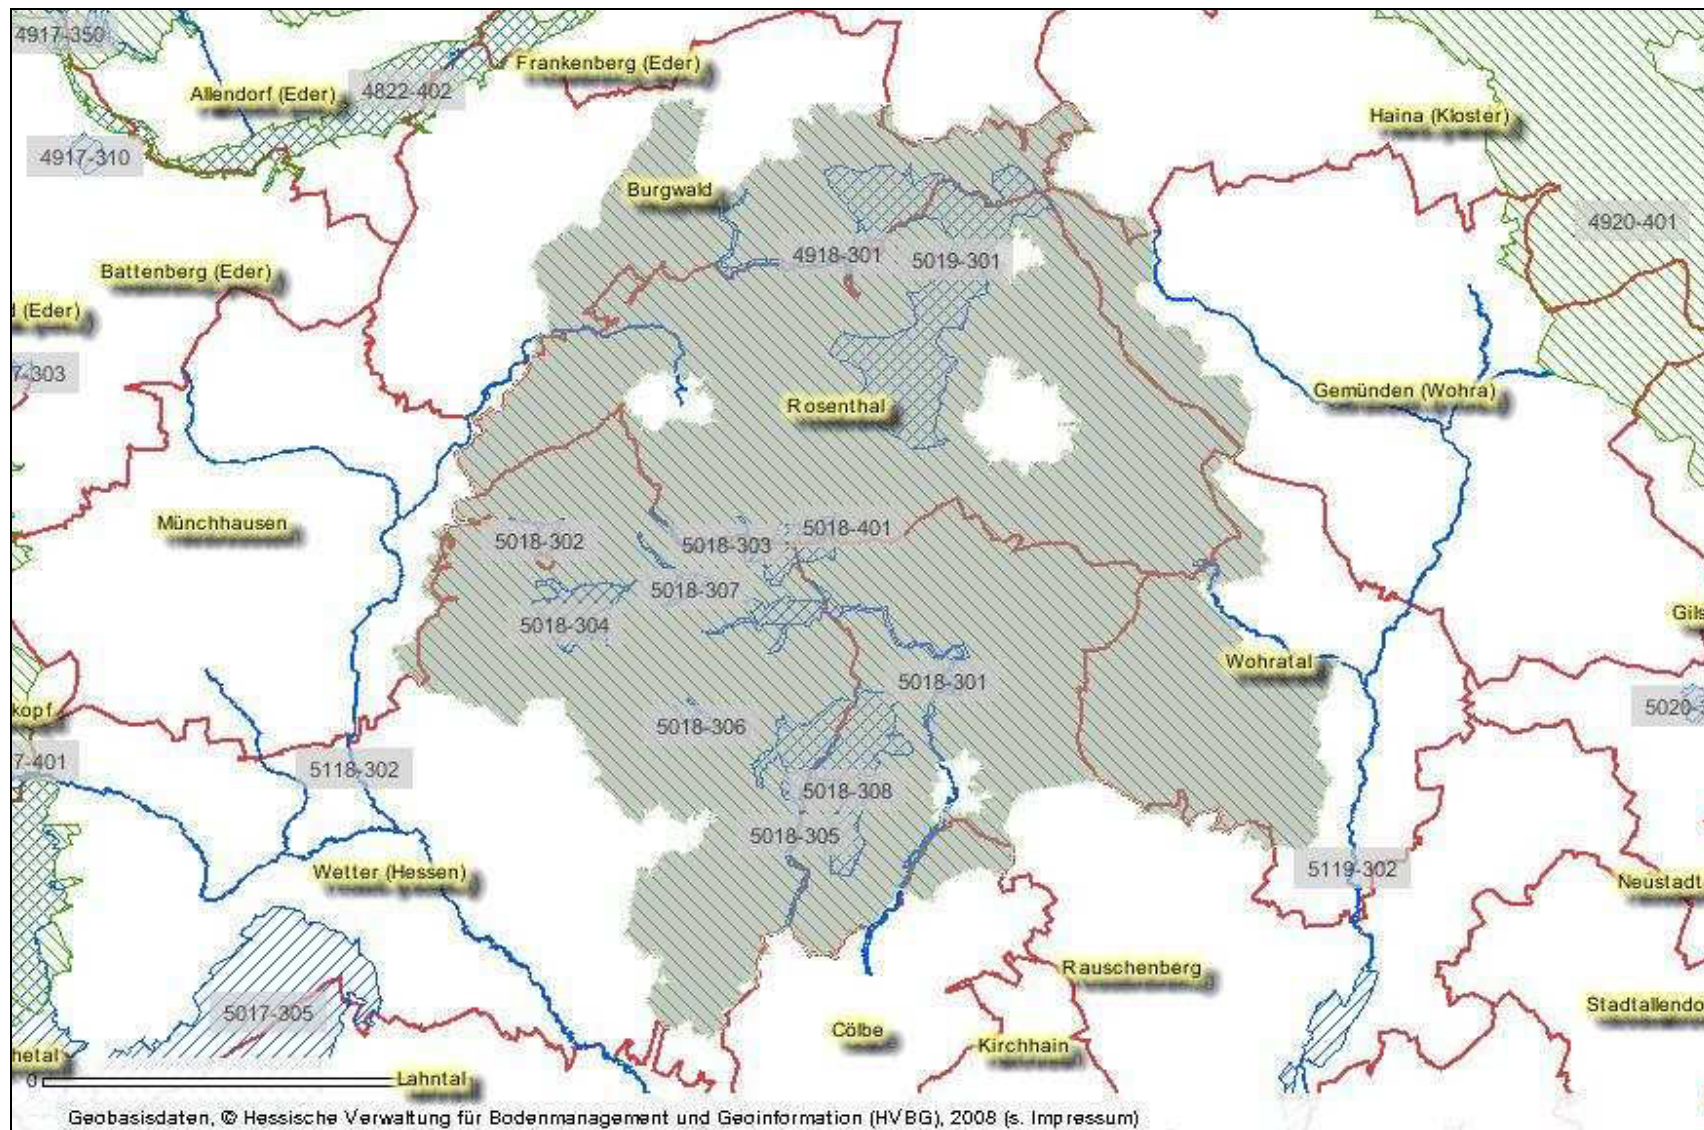 4917-350
Frankenberg (Eder)
Allendorf (Eder)
4822-402
Haina (Kloster)
4917-310
Burgwald
4920-401
4918-301
5019-301
Battenberg (Eder)
(Eder)
7-303
Gemünden (Wohra)
Rosenthal
Münchhausen
5018-401
5018-302
5018-303
5018-307
Gils
5018-304
Wohratal
5018-301
kopf
5020-
5018-306
7-401
5118-302
5018-308
5018-305
5119-302
Wetter (Hessen)
Neustadt
Rauschenberg
5017-305
Stadtallendo
Cölbe
Kirchhain
hetal
0
Lahntal
Geobasisdaten, © Hessische Verwaltung für Bodenmanagement und Geoinformation (HVBG), 2008 (s. Impressum)